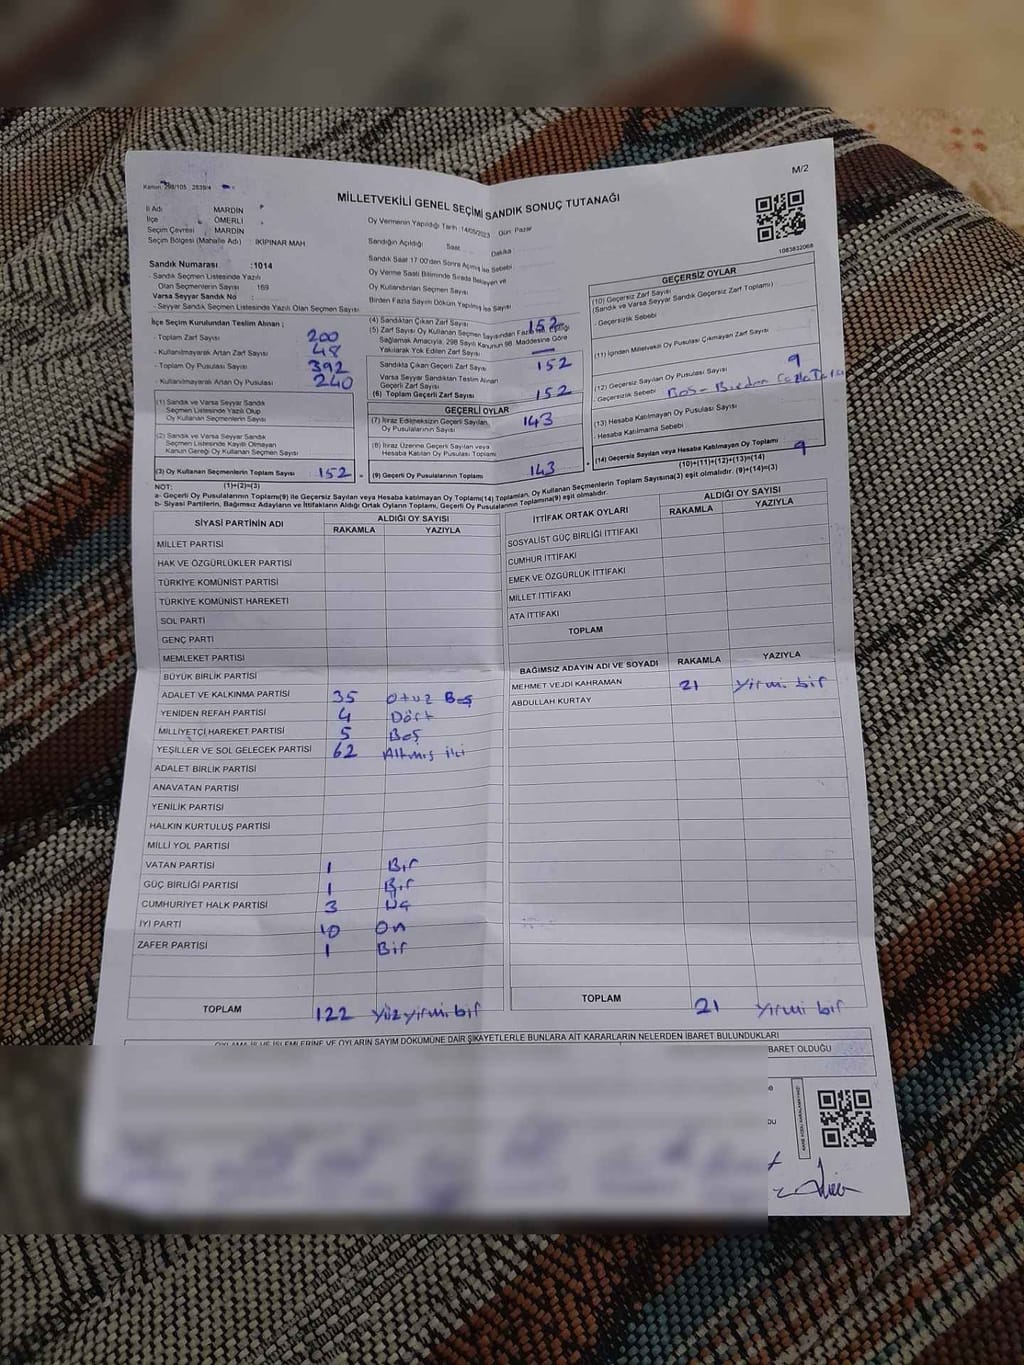 M/2
Kanun: 298/105 , 2839/4
MİLLETVEKİLİ GENEL SEÇİMİ SANDIK SONUÇ TUTANAĞI
İl Adı MARDİN
İlçe ÖMERLİ
Seçim Çevresi MARDİN
Seçim Bölgesi (Mahalle Adı) IKIPINAR MAH
Sandık Numarası :1014
- Sandık Seçmen Listesinde Yazılı
Olan Seçmenlerin Sayısı 169
Varsa Seyyar Sandık No
- Seyyar Sandık Seçmen Listesinde Yazılı Olan Seçmen Sayısı
Oy Vermenin Yapıldığı Tarih :14/05/2023 Gün: Pazar
Sandığın Açıldığı Saat Dakika
Sandık Saat 17:00'den Sonra Açılmış İse Sebebi
Oy Verme Saati Bitiminde Sırada Bekleyen ve
Oy Kullandırılan Seçmen Sayısı
Birden Fazla Sayım Döküm Yapılmış İse Sayısı
1083832068
İlçe Seçim Kurulundan Teslim Alınan ;
- Toplam Zarf Sayısı 200
- Kullanılmayarak Artan Zarf Sayısı 48
- Toplam Oy Pusulası Sayısı 392
- Kullanılmayarak Artan Oy Pusulası 240
(1) Sandık ve Varsa Seyyar Sandık
Seçmen Listesinde Yazılı Olup
Oy Kullanan Seçmenlerin Sayısı
(2) Sandık ve Varsa Seyyar Sandık
Seçmen Listesinde Kayıtlı Olmayan
Kanun Gereği Oy Kullanan Seçmen Sayısı
(3) Oy Kullanan Seçmenlerin Toplam Sayısı 152
(1)+(2)=(3)
(4) Sandıktan Çıkan Zarf Sayısı 152
(5) Zarf Sayısı Oy Kullanan Seçmen Sayısından Fazla İse, Eşitliği
Sağlamak Amacıyla, 298 Sayılı Kanunun 98. Maddesine Göre
Yakılarak Yok Edilen Zarf Sayısı
Sandıkta Çıkan Geçerli Zarf Sayısı 152
Varsa Seyyar Sandıktan Teslim Alınan
Geçerli Zarf Sayısı
(6) Toplam Geçerli Zarf Sayısı 152
GEÇERLİ OYLAR
(7) İtiraz Edilmeksizin Geçerli Sayılan
Oy Pusulalarının Sayısı 143
(8) İtiraz Üzerine Geçerli Sayılan veya
Hesaba Katılan Oy Pusulası Toplamı
(9) Geçerli Oy Pusulalarının Toplamı 143
GEÇERSİZ OYLAR
(10) Geçersiz Zarf Sayısı
(Sandık ve Varsa Seyyar Sandık Geçersiz Zarf Toplamı)
- Geçersizlik Sebebi
(11) İçinden Milletvekili Oy Pusulası Çıkmayan Zarf Sayısı
(12) Geçersiz Sayılan Oy Pusulası Sayısı 9
- Geçersizlik Sebebi Boş - Birden
(13) Hesaba Katılmayan Oy Pusulası Sayısı
Hesaba Katılmama Sebebi
(14) Geçersiz Sayılan veya Hesaba Katılmayan Oy Toplamı 9
(10)+(11)+(12)+(13)=(14)
NOT:
a- Geçerli Oy Pusulalarının Toplamı(9) ile Geçersiz Sayılan veya Hesaba katılmayan Oy Toplamı(14) Toplamları, Oy Kullanan Seçmenlerin Toplam Sayısına(3) eşit olmalıdır. (9)+(14)=(3)
b- Siyasi Partilerin, Bağımsız Adayların ve İttifakların Aldığı Ortak Oyların Toplamı, Geçerli Oy Pusulalarının Toplamına(9) eşit olmalıdır.
SİYASİ PARTİNİN ADI ALDIĞI OY SAYISI
RAKAMLA YAZIYLA
MİLLET PARTİSİ
HAK VE ÖZGÜRLÜKLER PARTİSİ
TÜRKİYE KOMÜNİST PARTİSİ
TÜRKİYE KOMÜNİST HAREKETİ
SOL PARTİ
GENÇ PARTİ
MEMLEKET PARTİSİ
BÜYÜK BİRLİK PARTİSİ
ADALET VE KALKINMA PARTİSİ 35 Otuz Beş
YENİDEN REFAH PARTİSİ 4 Dört
MİLLİYETÇİ HAREKET PARTİSİ 5 Beş
YEŞİLLER VE SOL GELECEK PARTİSİ 62 Altmış iki
ADALET BİRLİK PARTİSİ
ANAVATAN PARTİSİ
YENİLİK PARTİSİ
HALKIN KURTULUŞ PARTİSİ
MİLLİ YOL PARTİSİ
VATAN PARTİSİ 1 Bir
GÜÇ BİRLİĞİ PARTİSİ 1 Bir
CUMHURİYET HALK PARTİSİ 3 Üç
İYİ PARTİ 10 On
ZAFER PARTİSİ 1 Bir
TOPLAM 122 yüzyirmi bir
İTTİFAK ORTAK OYLARI ALDIĞI OY SAYISI
RAKAMLA YAZIYLA
SOSYALİST GÜÇ BİRLİĞİ İTTİFAKI
CUMHUR İTTİFAKI
EMEK VE ÖZGÜRLÜK İTTİFAKI
MİLLET İTTİFAKI
ATA İTTİFAKI
TOPLAM
BAĞIMSIZ ADAYIN ADI VE SOYADI RAKAMLA YAZIYLA
MEHMET VEJDİ KAHRAMAN 21 yirmi bir
ABDULLAH KURTAY
TOPLAM 21 yirmi bir
OYLAMA İŞ VE İŞLEMLERİNE VE OYLARIN SAYIM DÖKÜMÜNE DAİR ŞİKAYETLERLE BUNLARA AİT KARARLARIN NELERDEN İBARET BULUNDUKLARI
BARET OLDUĞU